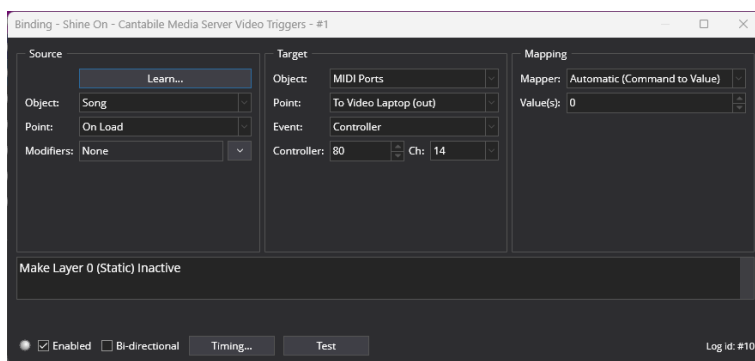 Binding - Shine On - Cantabile Media Server Video Triggers - #1
Source Target Mapping
Learn... Object: MIDI Ports Mapper: Automatic (Command to Value)
Object: Song Point: To Video Laptop (out) Value(s): 0
Point: On Load Event: Controller
Modifiers: None Controller: 80 Ch: 14
Make Layer 0 (Static) Inactive
Enabled Bi-directional Timing... Test Log id: #10